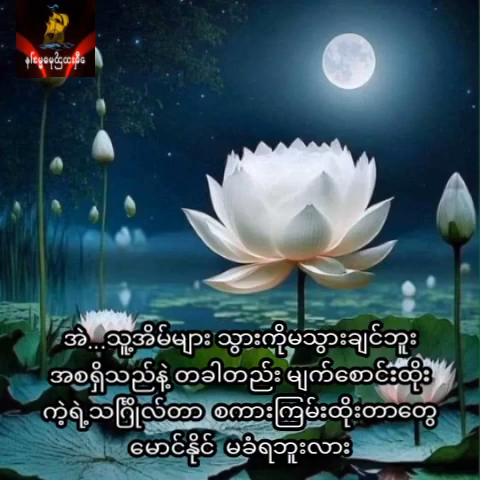 အဲ...သူ့အိမ်များ သွားကိုမသွားချင်ဘူး
အစရှိသည်နဲ့ တခါတည်း မျက်စောင်းထိုး
ကဲ့ရဲ့သင်္ဂြိုလ်တာ စကားကြမ်းထိုးတာတွေ
မောင်နိုင် မခံရဘူးလား